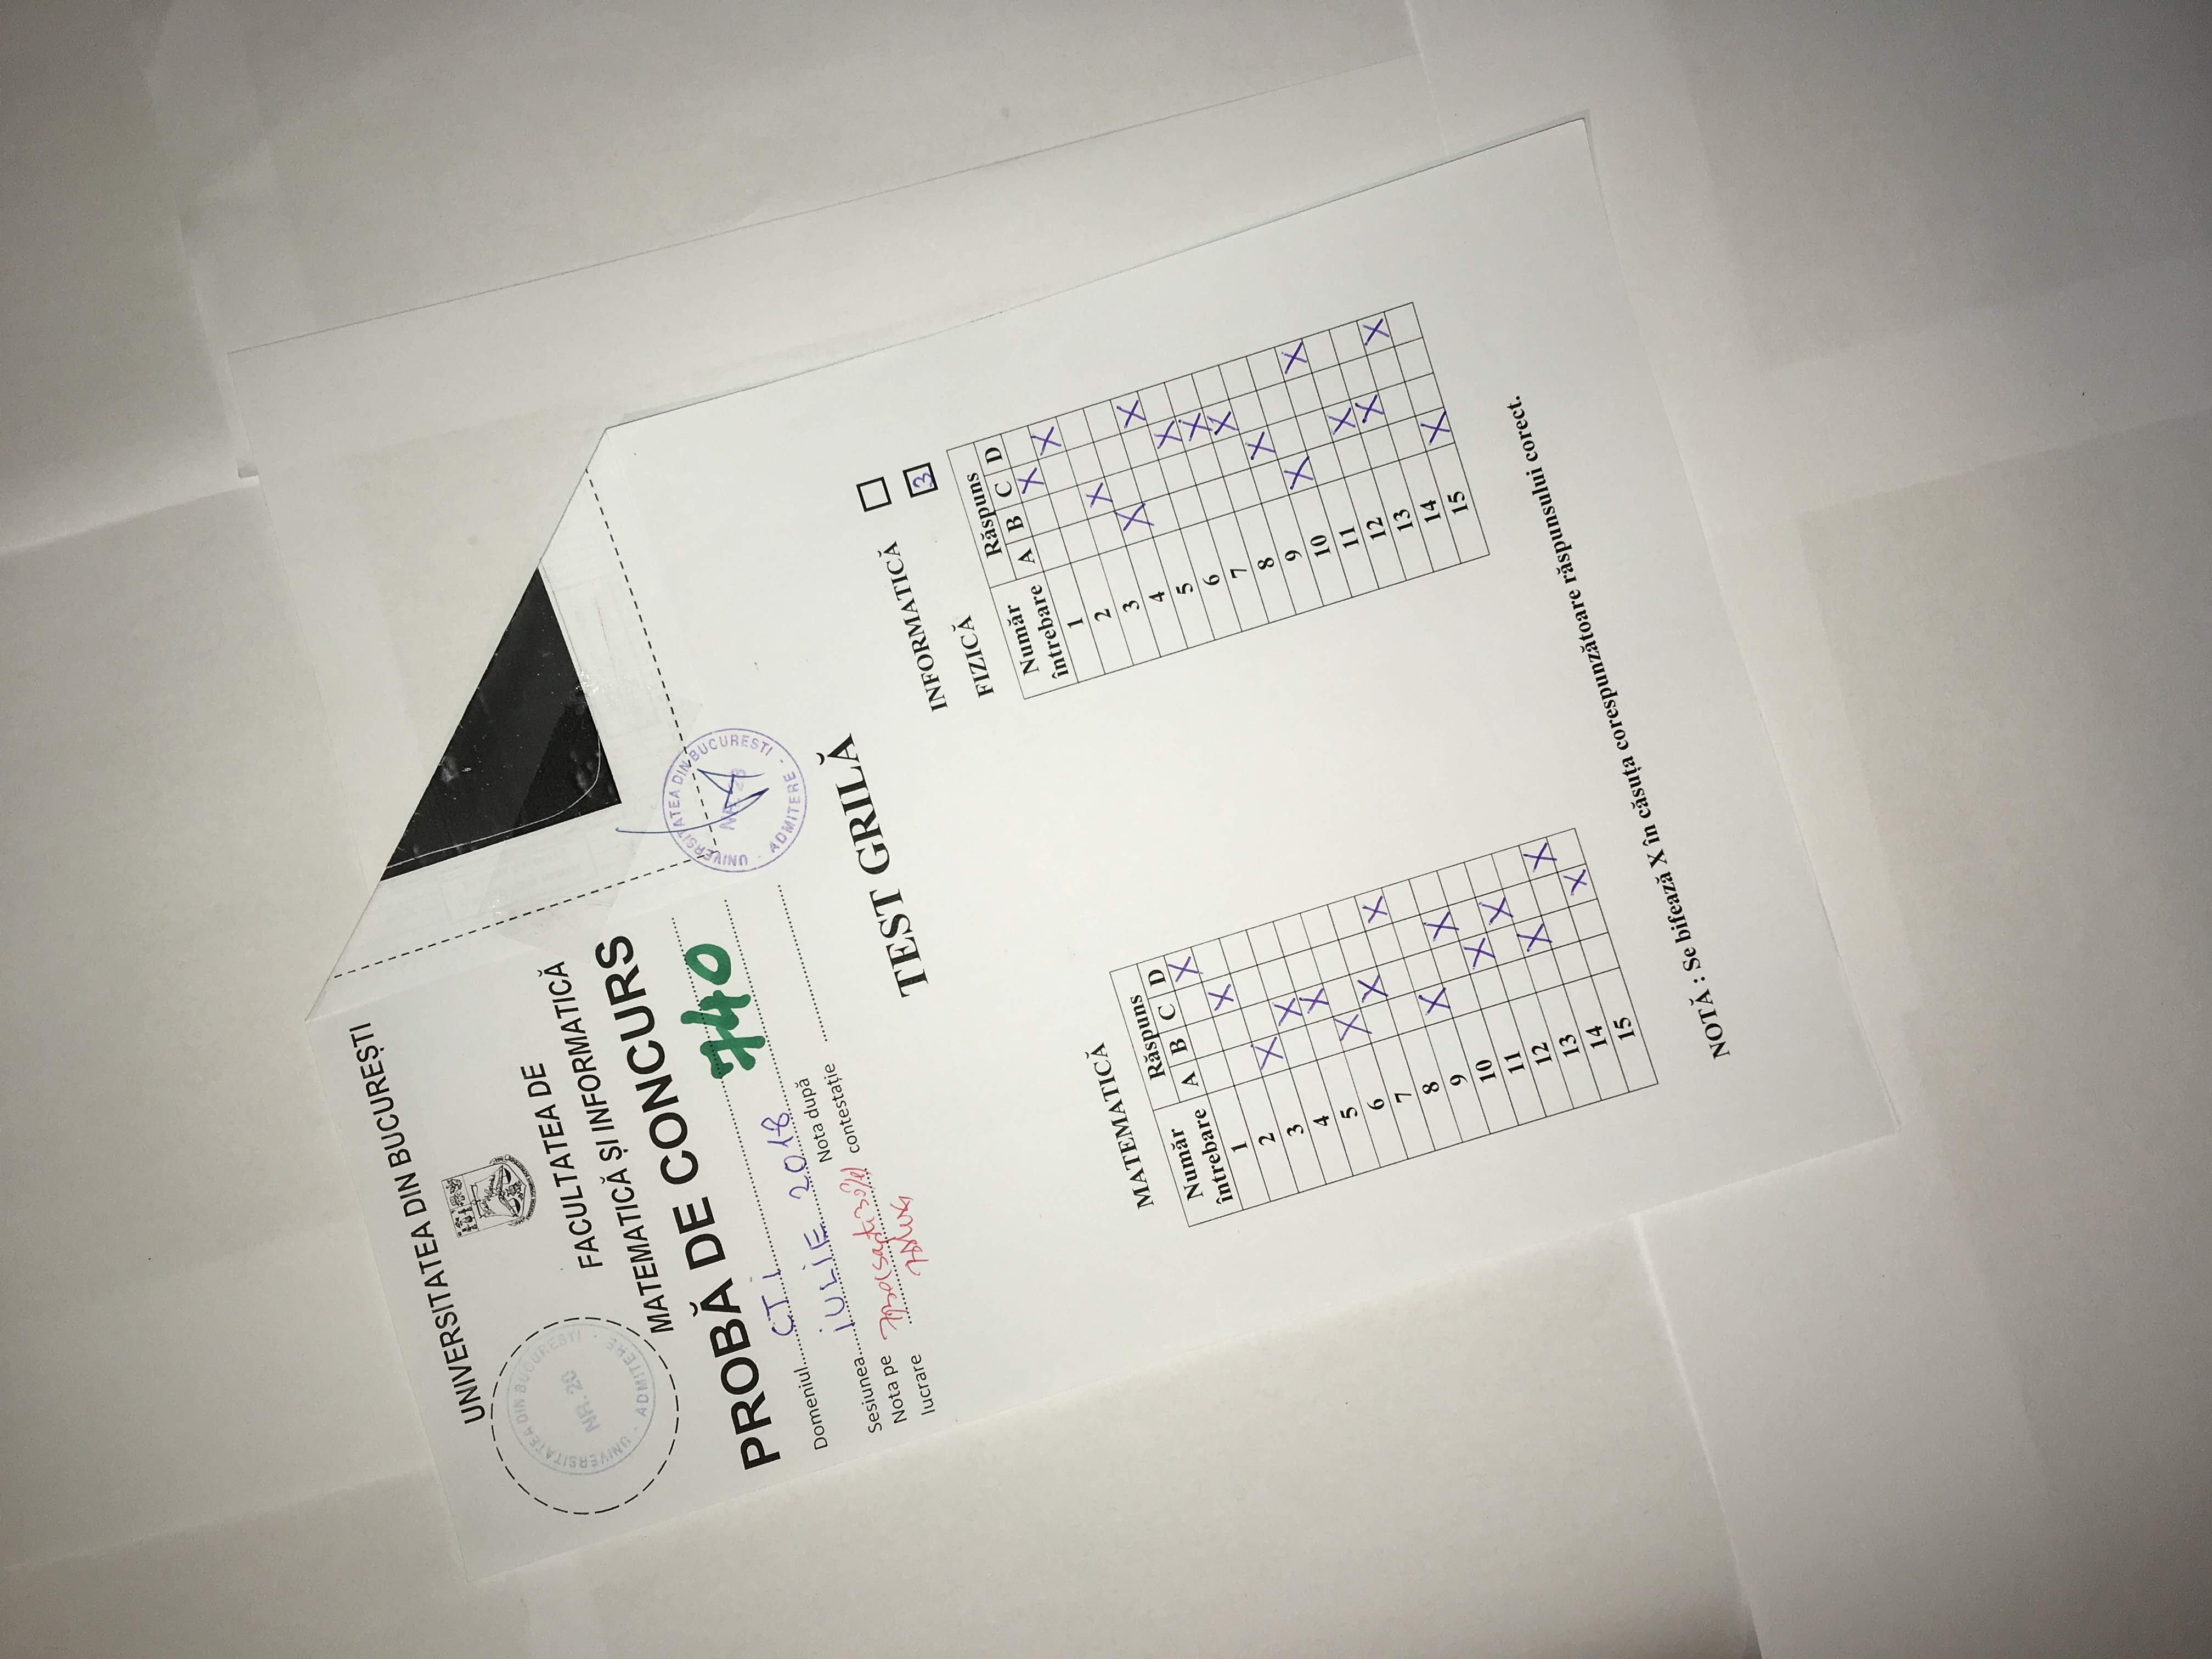 UNIVERSITATEA DIN BUCUREȘTI
UNIVERSITATEA DIN BUCUREȘTI
NR. 20
· ADMITERE ·
FACULTATEA DE
MATEMATICĂ ȘI INFORMATICĂ
PROBĂ DE CONCURS
740
Domeniul CTi
Sesiunea iULiE 2018
Nota pe lucrare
Nota după contestație
UNIVERSITATEA DIN BUCUREȘTI
· ADMITERE ·
TEST GRILĂ
MATEMATICĂ
Număr întrebare Răspuns
A B C D
1 X
2 X
3 X
4 X
5 X
6 X
7 X
8 X
9 X
10 X
11 X
12 X
13 X
14 X
15 X
INFORMATICĂ
FIZICĂ 3
Număr întrebare Răspuns
A B C D
1 X
2 X
3 X
4 X
5 X
6 X
7 X
8 X
9 X
10 X
11 X
12 X
13 X
14 X
15 X
NOTĂ : Se bifează X în căsuța corespunzătoare răspunsului corect.